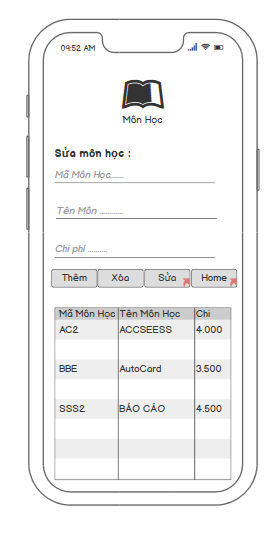 09:52 AM
Môn Học
Sửa môn học :
Mã Môn Học......
Tên Môn ...........
Chi phí .........
Thêm Xóa Sửa Home
Mã Môn Học Tên Môn Học Chi
AC2 ACCSEESS 4.000
BBE AutoCard 3.500
SSS2 BÁO CÁO 4.500